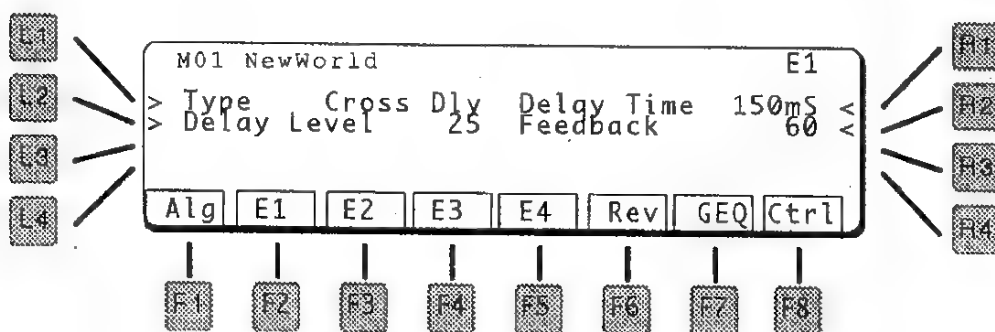 L1
R1
M01 NewWorld E1
L2
R2
> Type Cross Dly Delay Time 150mS <
> Delay Level 25 Feedback 60 <
L3
R3
L4
R4
Alg E1 E2 E3 E4 Rev GEQ Ctrl
F1 F2 F3 F4 F5 F6 F7 F8